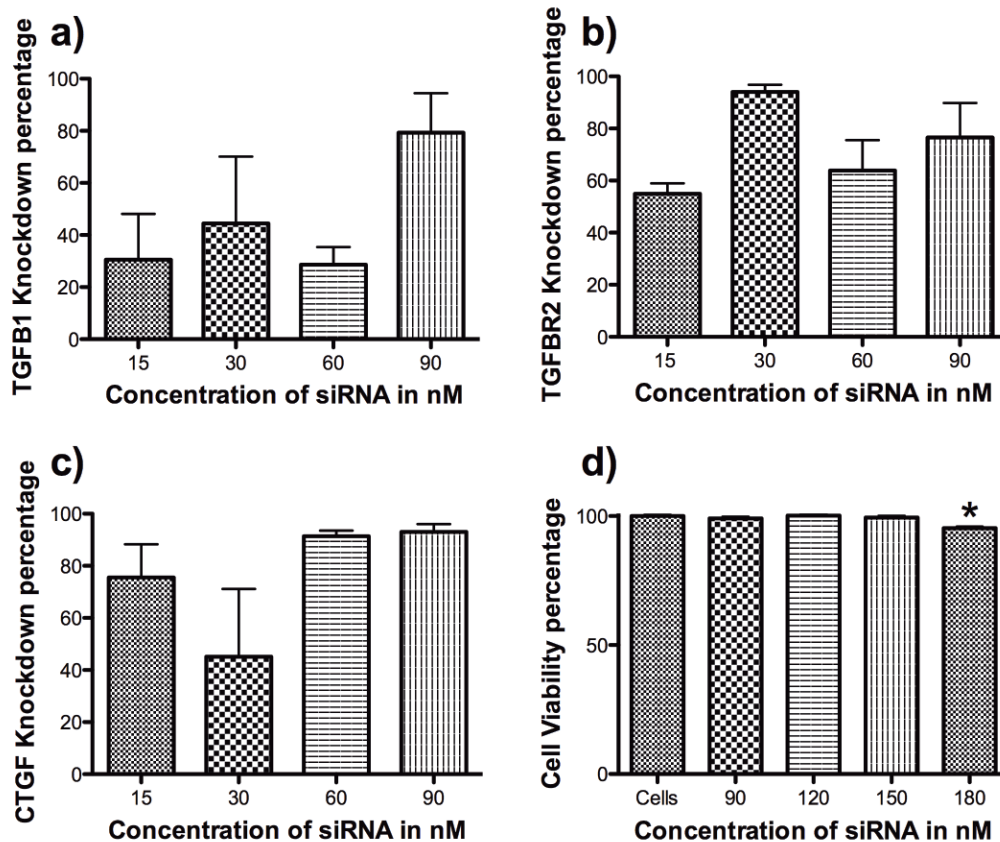 a)
TGFB1 Knockdown percentage
100
80
60
40
20
0
15 30 60 90
Concentration of siRNA in nM
b)
TGFBR2 Knockdown percentage
100
80
60
40
20
0
15 30 60 90
Concentration of siRNA in nM
c)
CTGF Knockdown percentage
100
80
60
40
20
0
15 30 60 90
Concentration of siRNA in nM
d)
Cell Viability percentage
100
50
0
*
Cells 90 120 150 180
Concentration of siRNA in nM